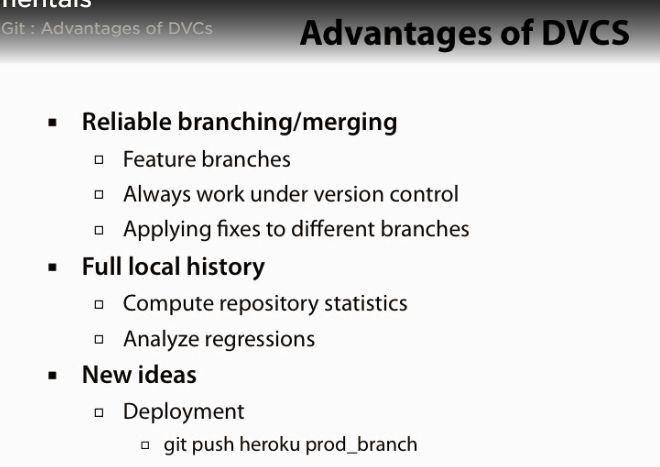 Git : Advantages of DVCs
Advantages of DVCS
Reliable branching/merging
Feature branches
Always work under version control
Applying fixes to different branches
Full local history
Compute repository statistics
Analyze regressions
New ideas
Deployment
git push heroku prod_branch